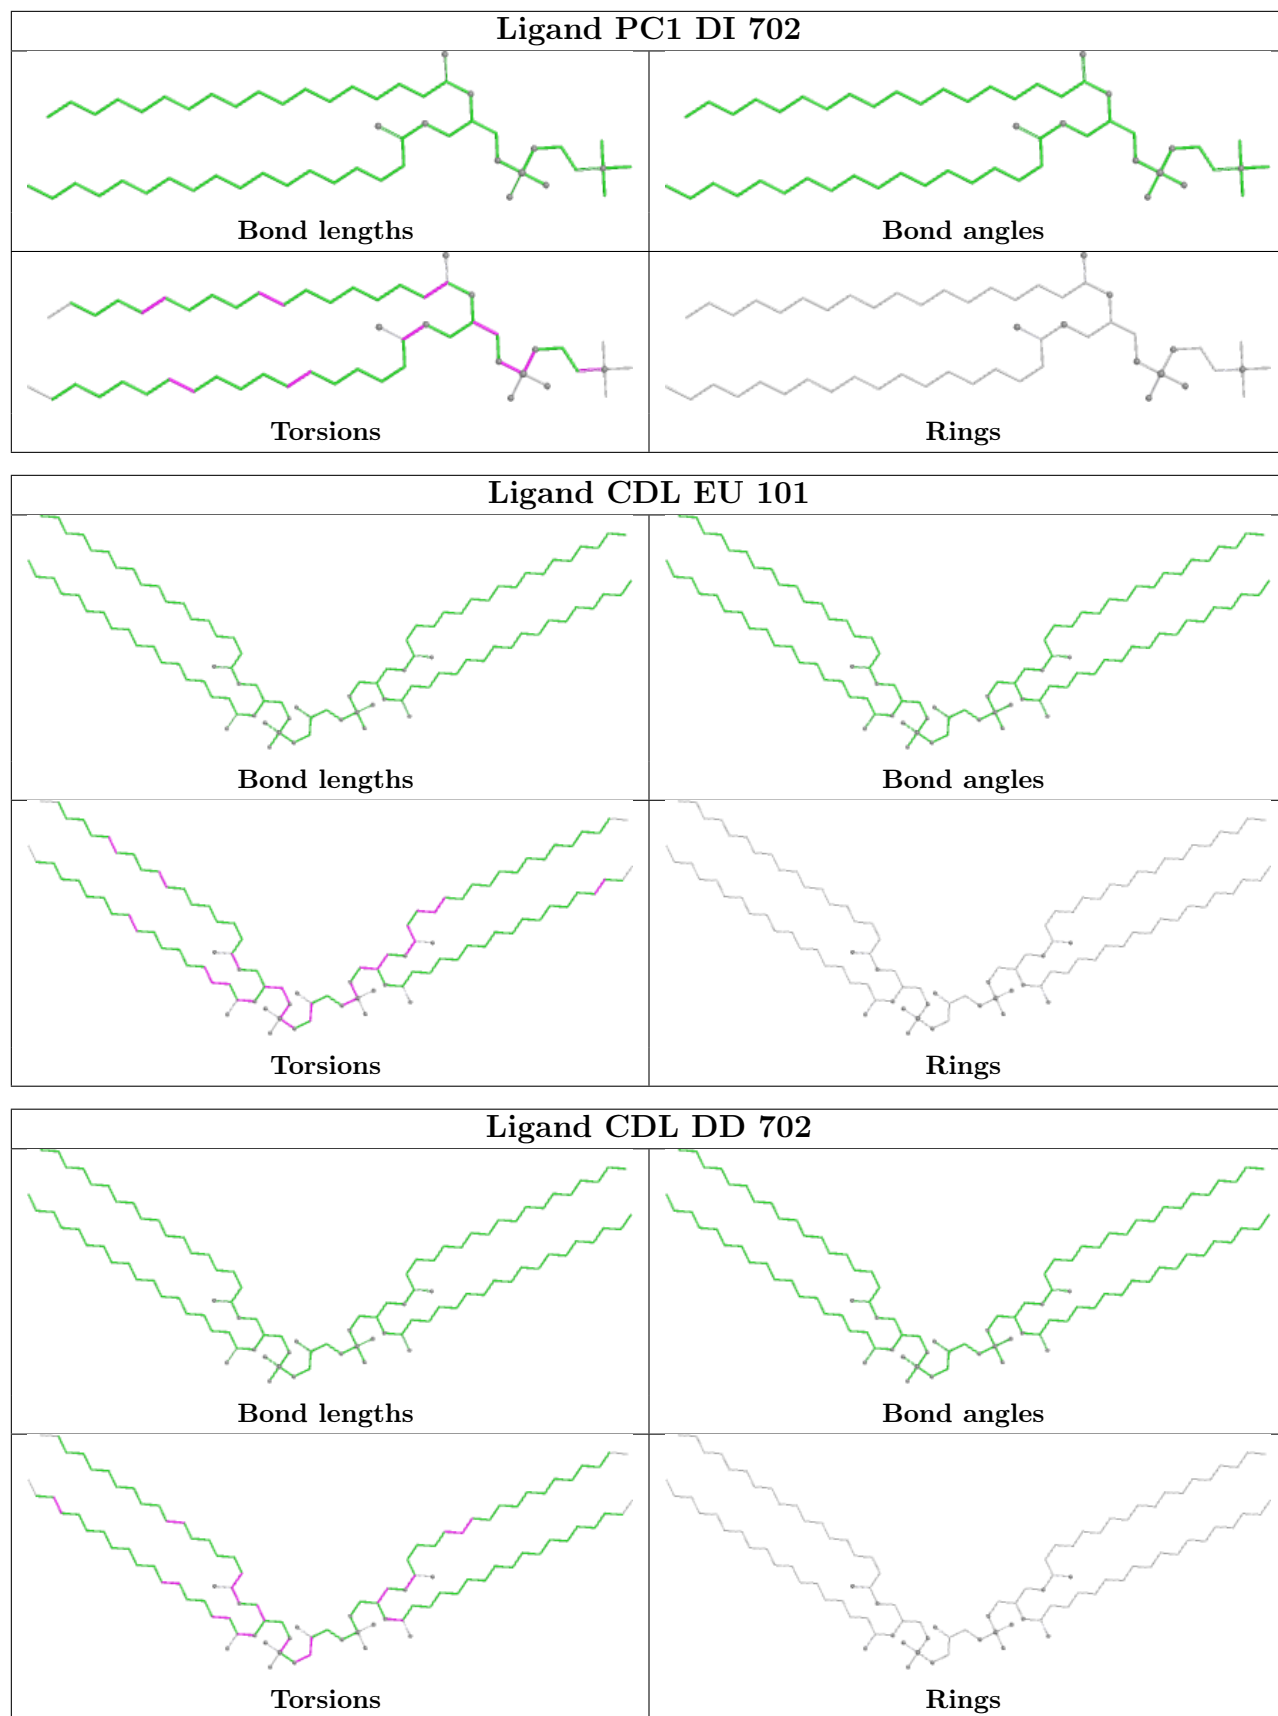 Ligand PC1 DI 702
Bond lengths
Bond angles
Torsions
Rings
Ligand CDL EU 101
Bond lengths
Bond angles
Torsions
Rings
Ligand CDL DD 702
Bond lengths
Bond angles
Torsions
Rings